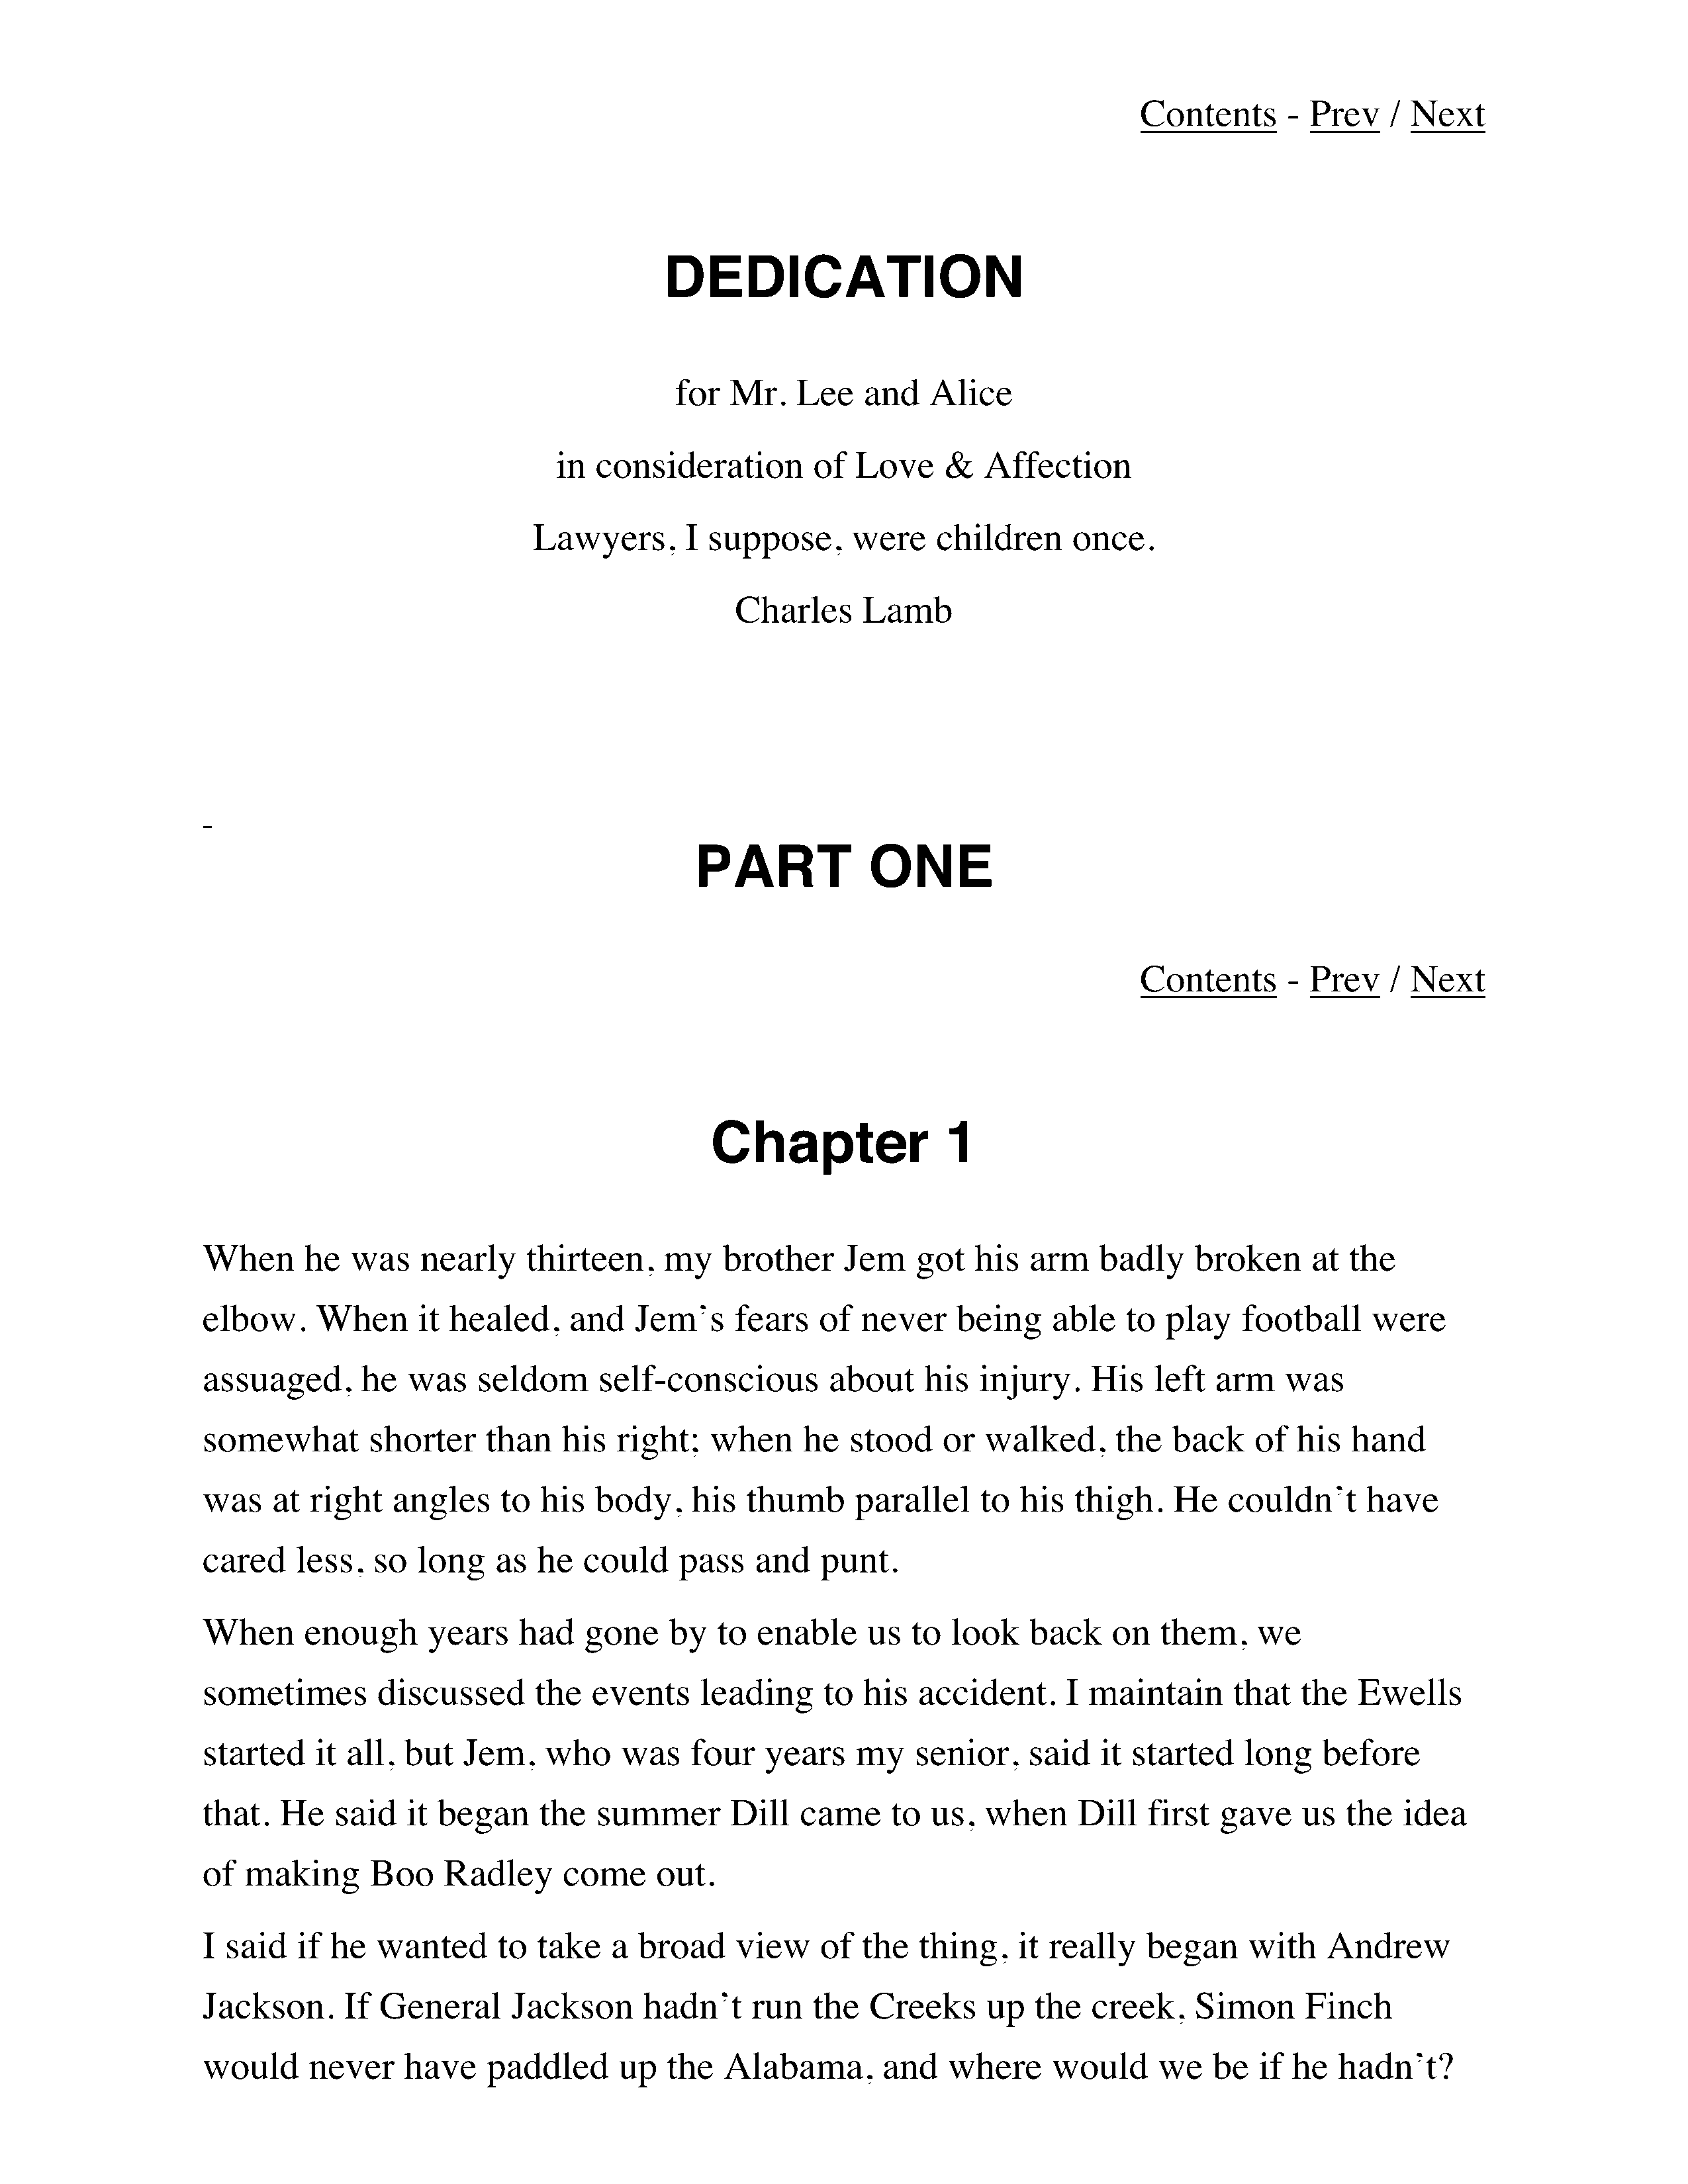 Contents - Prev / Next
DEDICATION
for Mr. Lee and Alice
in consideration of Love & Affection
Lawyers, I suppose, were children once.
Charles Lamb
-
PART ONE
Contents - Prev / Next
Chapter 1
When he was nearly thirteen, my brother Jem got his arm badly broken at the
elbow. When it healed, and Jem's fears of never being able to play football were
assuaged, he was seldom self-conscious about his injury. His left arm was
somewhat shorter than his right; when he stood or walked, the back of his hand
was at right angles to his body, his thumb parallel to his thigh. He couldn't have
cared less, so long as he could pass and punt.
When enough years had gone by to enable us to look back on them, we
sometimes discussed the events leading to his accident. I maintain that the Ewells
started it all, but Jem, who was four years my senior, said it started long before
that. He said it began the summer Dill came to us, when Dill first gave us the idea
of making Boo Radley come out.
I said if he wanted to take a broad view of the thing, it really began with Andrew
Jackson. If General Jackson hadn't run the Creeks up the creek, Simon Finch
would never have paddled up the Alabama, and where would we be if he hadn't?